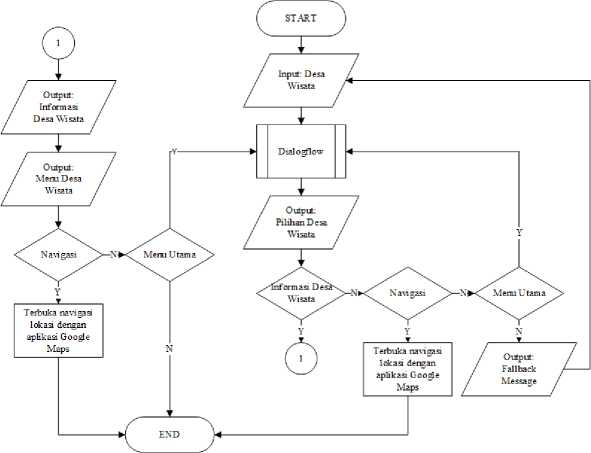 START
1
Input: Desa
Wisata
Output:
Informasi
Desa Wisata
Dialogflow
Y
Output:
Menu Desa
Wisata
Output:
Pilihan Desa
Wisata
Y
Navigasi
N
Menu Utama
Informasi Desa
Wisata
N
Navigasi
N
Menu Utama
Y
Y
Y
N
Terbuka navigasi
lokasi dengan
aplikasi Google
Maps
N
1
Terbuka navigasi
lokasi dengan
aplikasi Google
Maps
Output:
Fallback
Message
END